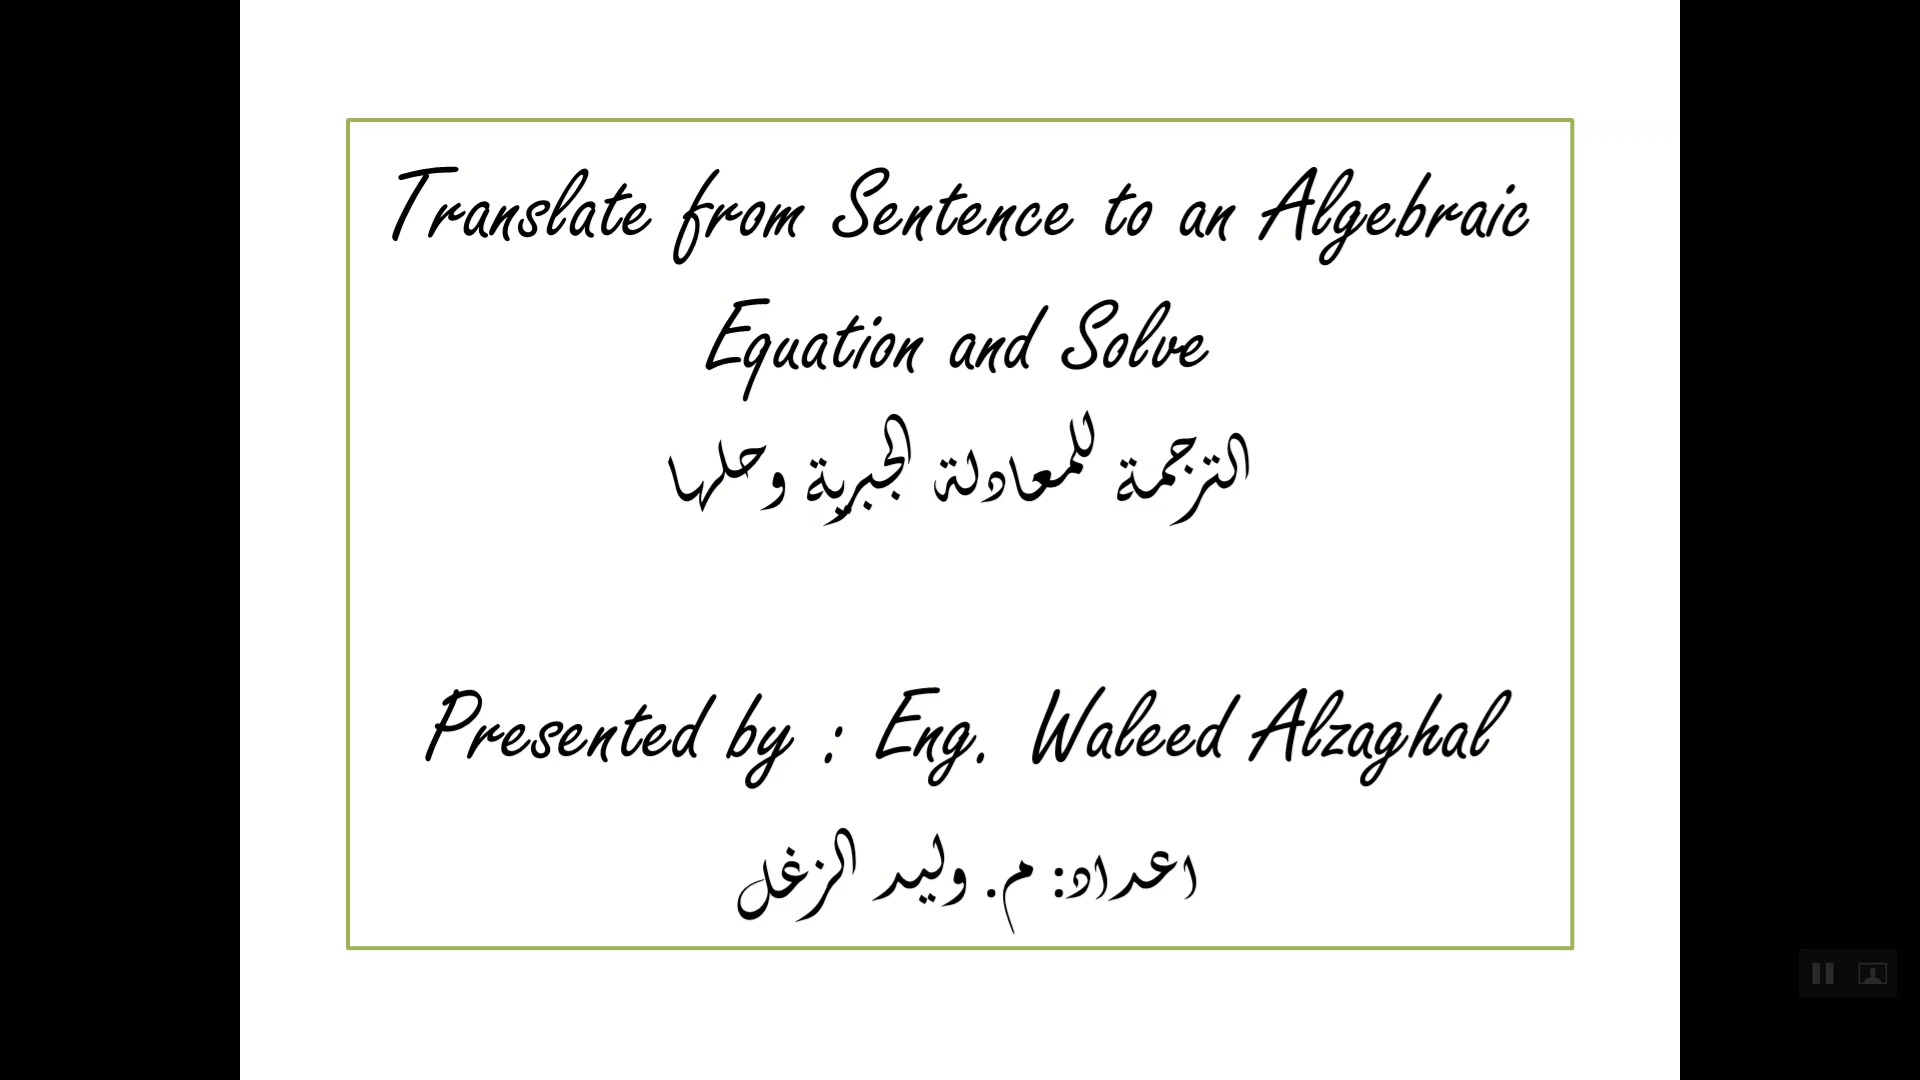 Translate from Sentence to an Algebraic
Equation and Solve
الترجمة للمعادلة الجبرية وحلها
Presented by : Eng. Waleed Alzaghal
اعداد: م. وليد الزغل